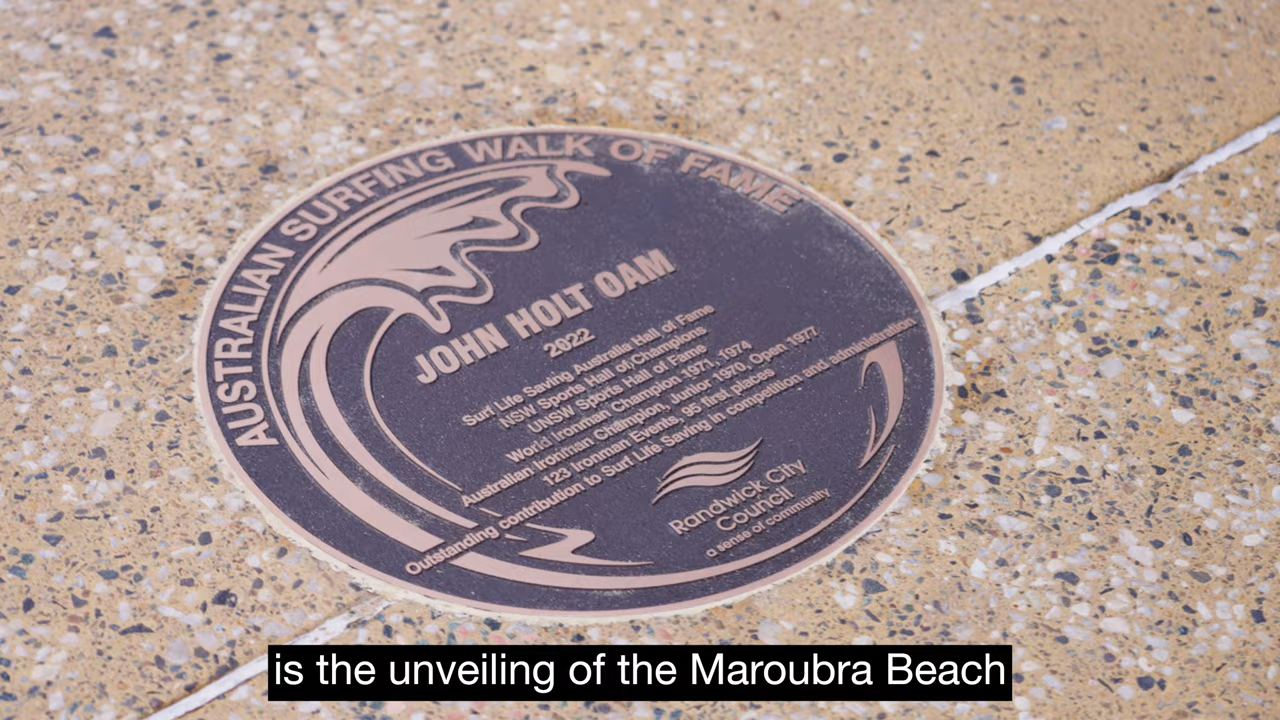 AUSTRALIAN SURFING WALK OF FAME
JOHN HOLT OAM
2022
Surf Life Saving Australia Hall of Fame
NSW Sports Hall of Champions
UNSW Sports Hall of Fame
World Ironman Champion 1971, 1974
Australian Ironman Champion, Junior 1970, Open 1977
123 Ironman Events, 95 first places
Outstanding contribution to Surf Life Saving in competition and administration
Randwick City
Council
a sense of community
is the unveiling of the Maroubra Beach